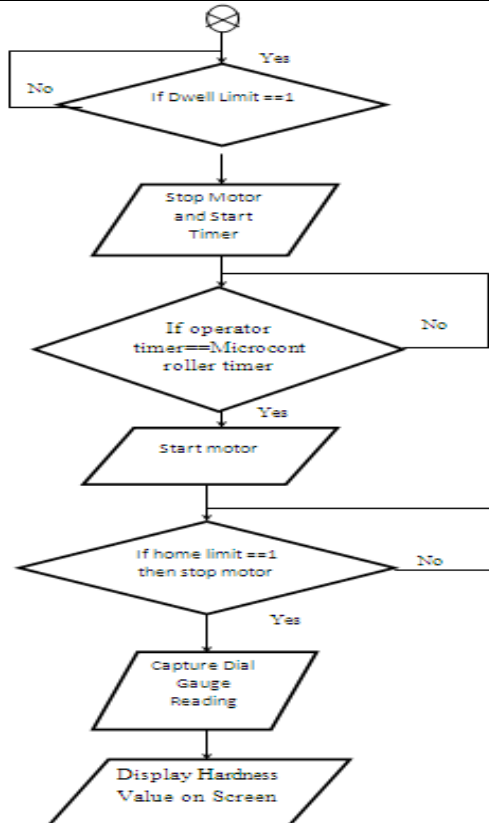 Yes
No
If Dwell Limit ==1
Stop Motor
and Start
Timer
If operator
timer==Microcont
roller timer
No
Yes
Start motor
If home limit ==1
then stop motor
No
Yes
Capture Dial
Gauge
Reading
Display Hardness
Value on Screen